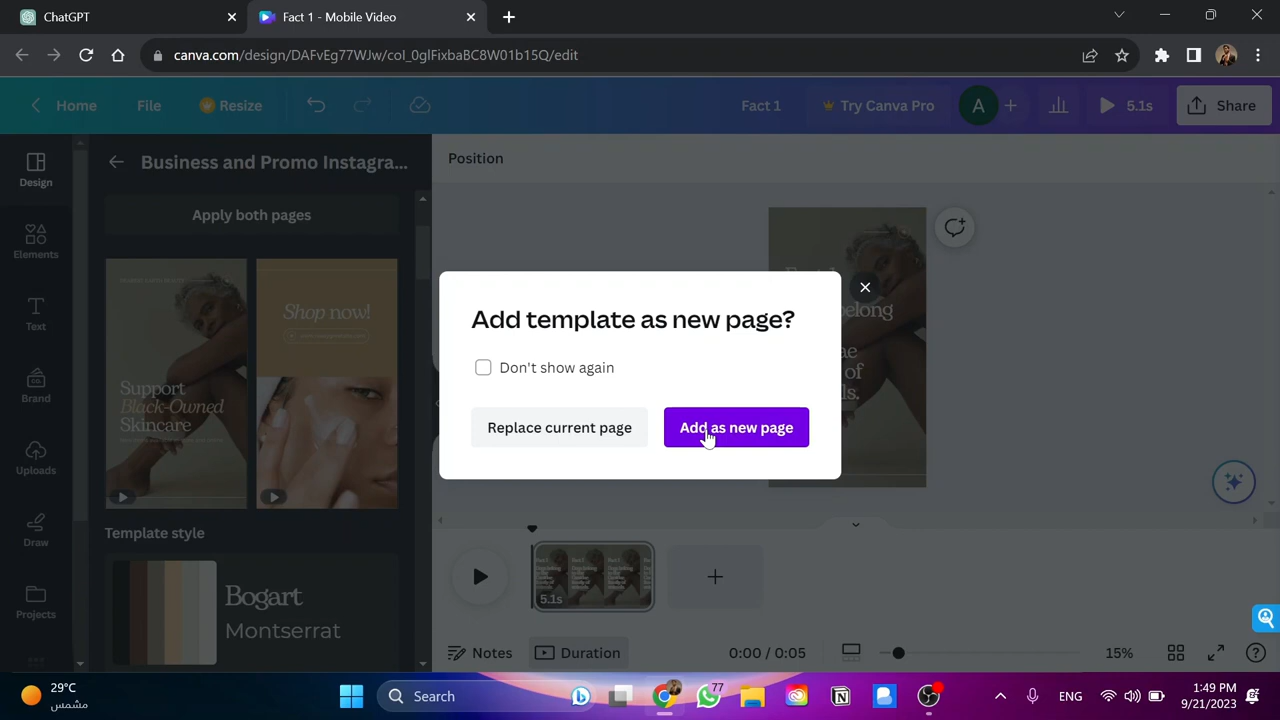 ChatGPT
Fact 1 - Mobile Video
canva.com/design/DAFvEg77WJw/coI_0glFixbaBC8W01b15Q/edit
Home
File
Resize
Fact 1
Try Canva Pro
A
5.1s
Share
Design
Elements
Text
Brand
Uploads
Draw
Projects
Business and Promo Instagra...
Apply both pages
Support
Black-Owned
Skincare
Shop now!
Template style
Bogart
Montserrat
Position
Add template as new page?
Don't show again
Replace current page
Add as new page
5.1s
Notes
Duration
0:00 / 0:05
15%
29°C
مشمس
Search
77
ENG
1:49 PM
9/21/2023